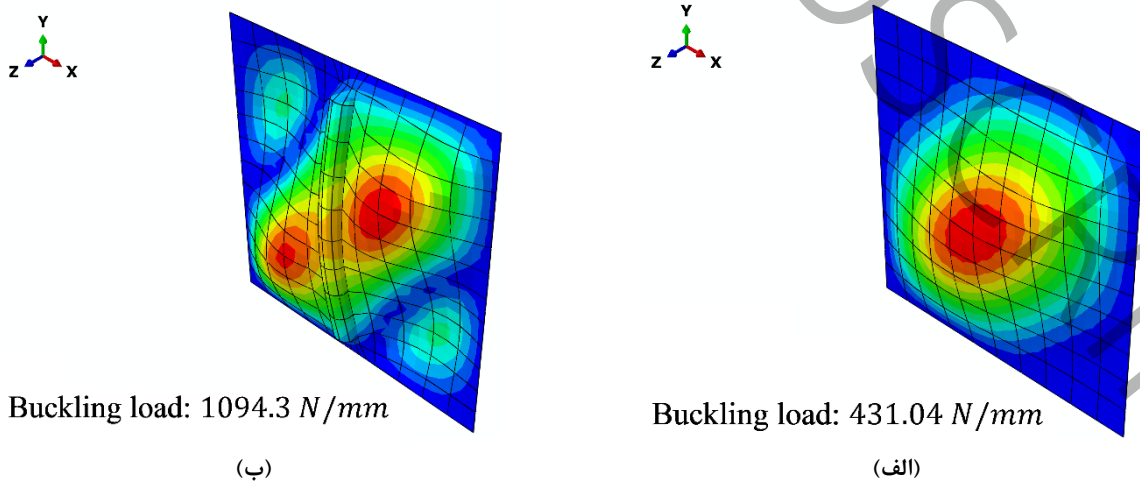 Y
Z
X
Buckling load: 1094.3 N/mm
(ب)
Y
Z
X
Buckling load: 431.04 N/mm
(الف)